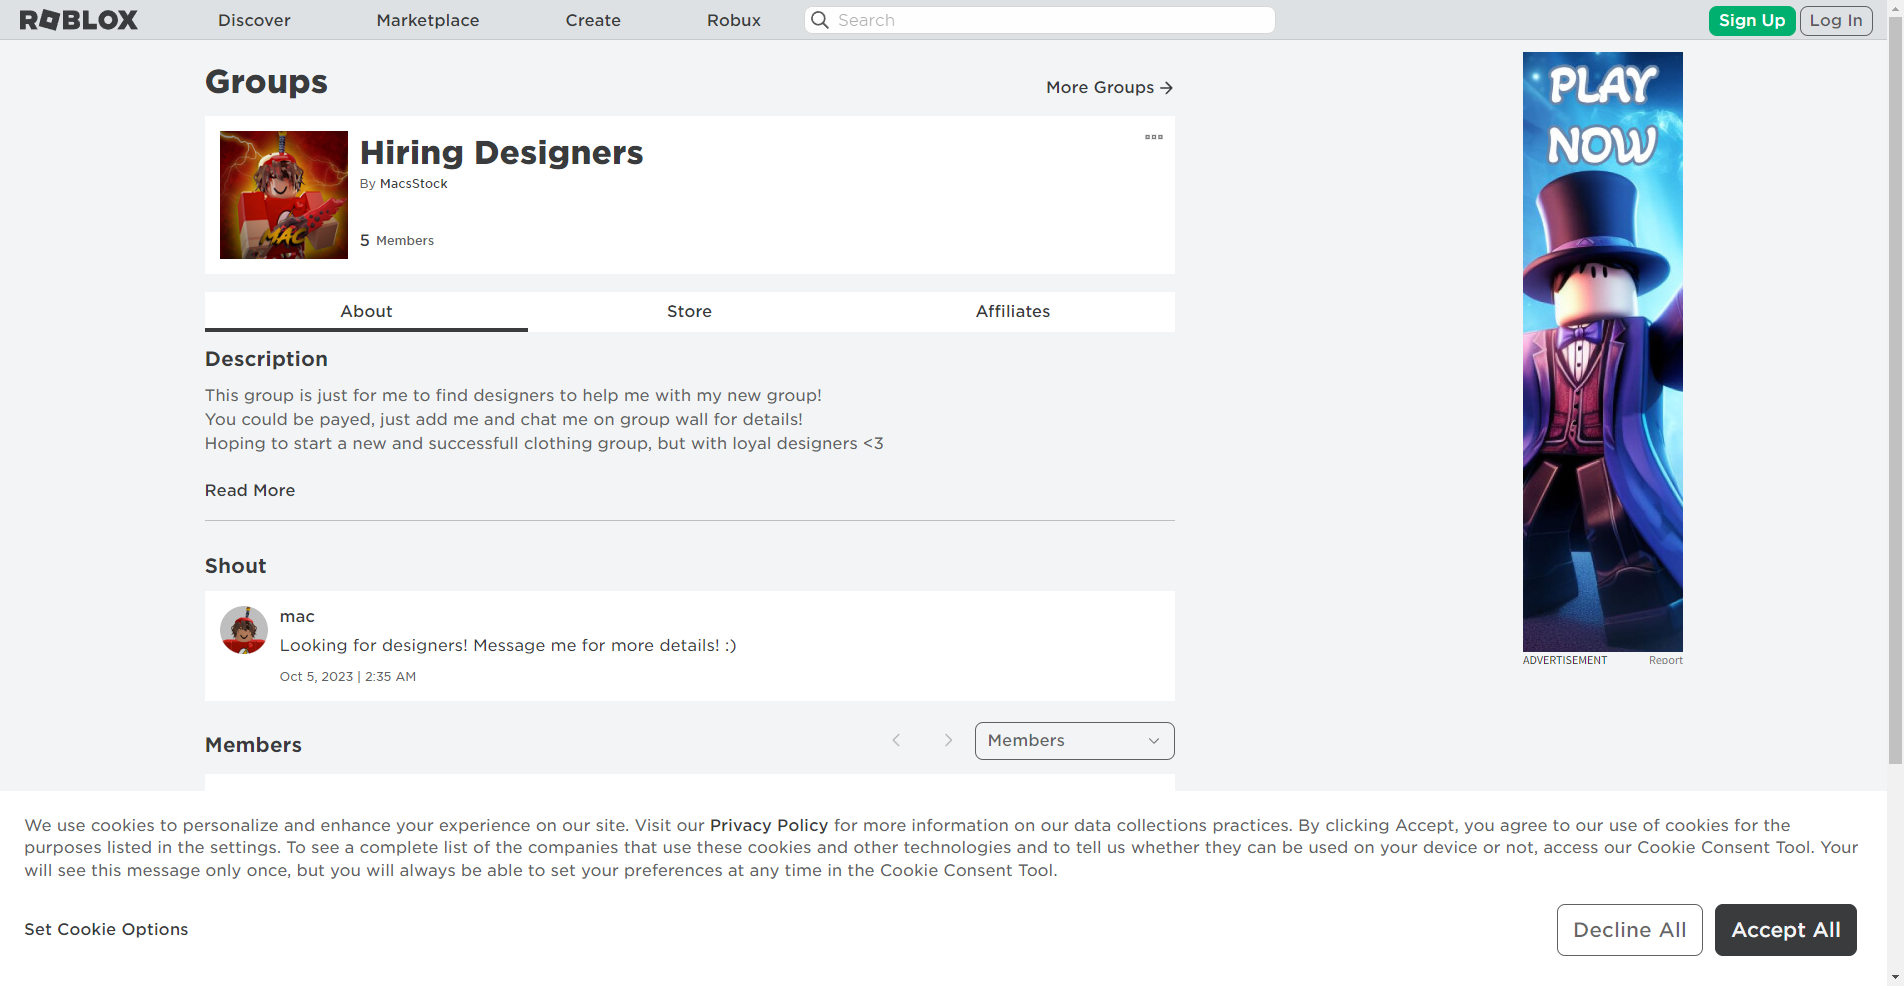 ROBLOX
Discover
Marketplace
Create
Robux
Search
Sign Up
Log In
Groups
More Groups
MAC
Hiring Designers
By MacsStock
5 Members
About
Store
Affiliates
Description
This group is just for me to find designers to help me with my new group!
You could be payed, just add me and chat me on group wall for details!
Hoping to start a new and successfull clothing group, but with loyal designers <3
Read More
Shout
mac
Looking for designers! Message me for more details! :)
Oct 5, 2023 | 2:35 AM
Members
Members
PLAY
NOW
ADVERTISEMENT
Report
We use cookies to personalize and enhance your experience on our site. Visit our Privacy Policy for more information on our data collections practices. By clicking Accept, you agree to our use of cookies for the
purposes listed in the settings. To see a complete list of the companies that use these cookies and other technologies and to tell us whether they can be used on your device or not, access our Cookie Consent Tool. Your
will see this message only once, but you will always be able to set your preferences at any time in the Cookie Consent Tool.
Set Cookie Options
Decline All
Accept All